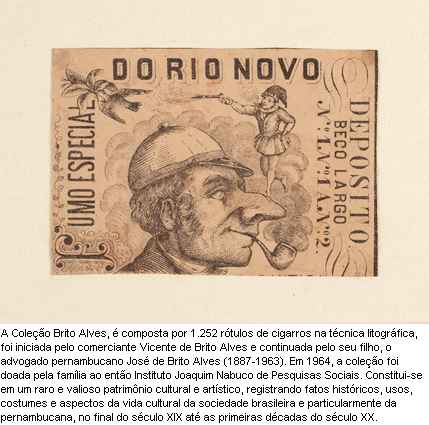 DO RIO NOVO
FUMO ESPECIAL
DEPOSITO
BECO LARGO
A Coleção Brito Alves, é composta por 1.252 rótulos de cigarros na técnica litográfica,
foi iniciada pelo comerciante Vicente de Brito Alves e continuada pelo seu filho, o
advogado pernambucano José de Brito Alves (1887-1963). Em 1964, a coleção foi
doada pela família ao então Instituto Joaquim Nabuco de Pesquisas Sociais. Constitui-se
em um raro e valioso patrimônio cultural e artístico, registrando fatos históricos, usos,
costumes e aspectos da vida cultural da sociedade brasileira e particularmente da
pernambucana, no final do século XIX até as primeiras décadas do século XX.